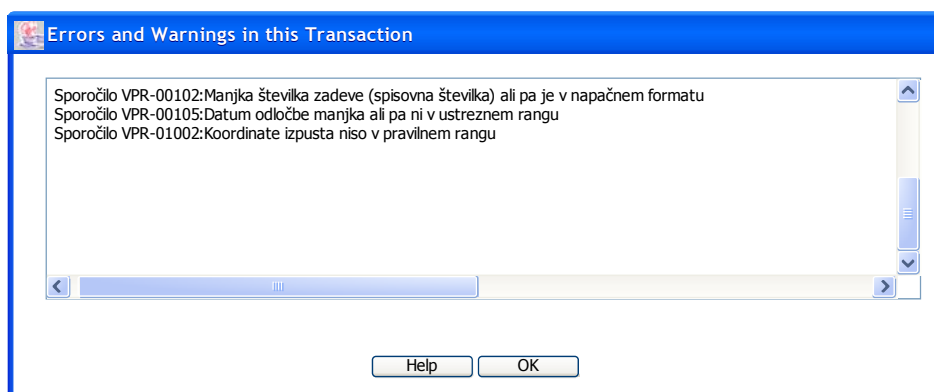 Errors and Warnings in this Transaction
Sporočilo VPR-00102:Manjka številka zadeve (spisovna številka) ali pa je v napačnem formatu
Sporočilo VPR-00105:Datum odločbe manjka ali pa ni v ustreznem rangu
Sporočilo VPR-01002:Koordinate izpusta niso v pravilnem rangu
Help OK